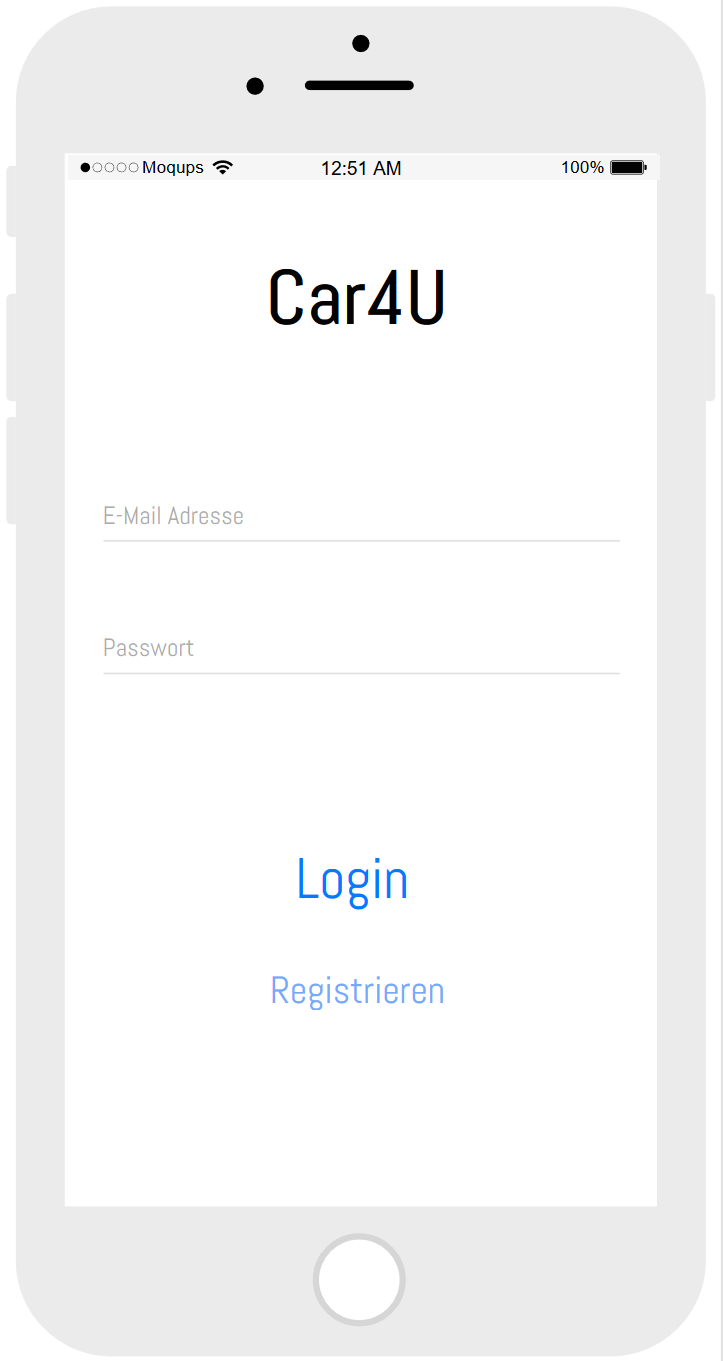 Moqups 12:51 AM 100%
Car4U
E-Mail Adresse
Passwort
Login
Registrieren